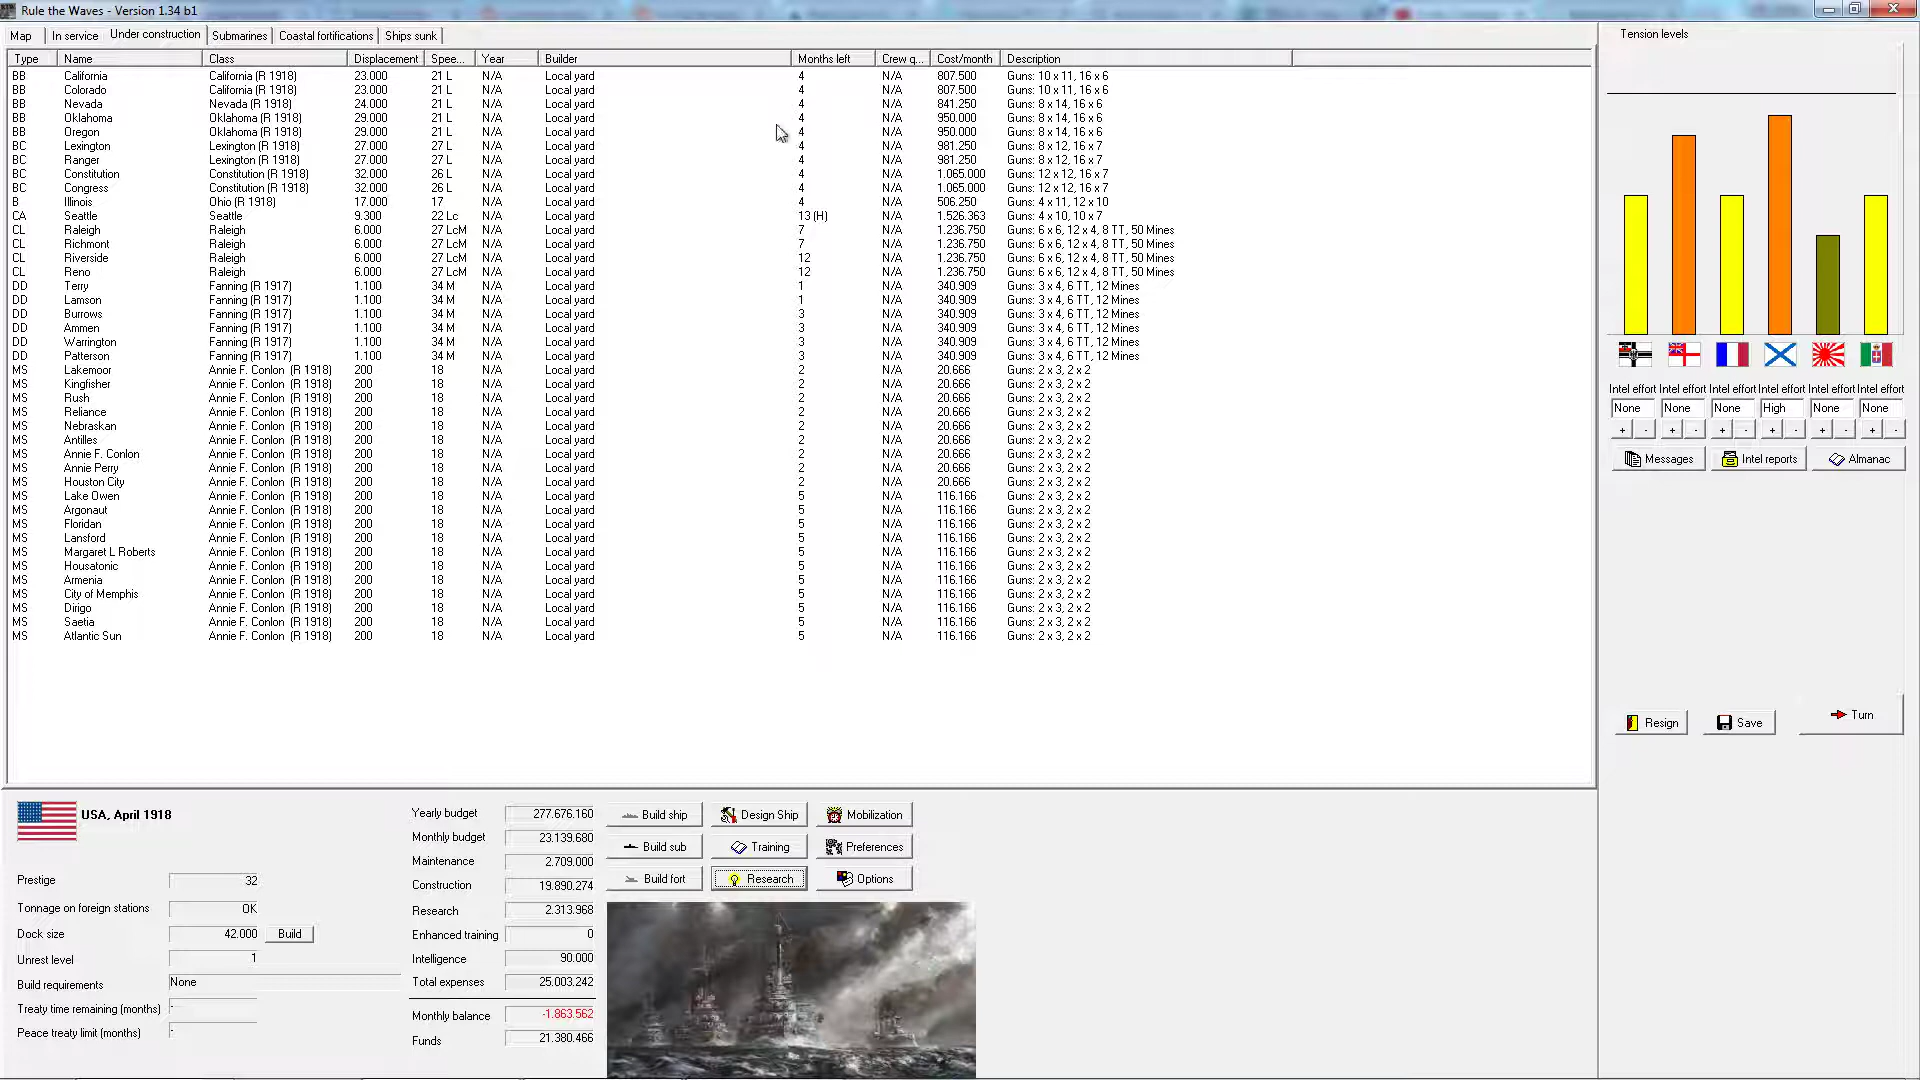 Rule the Waves - Version 1.34 b1
Map In service Under construction Submarines Coastal fortifications Ships sunk
Type Name Class Displacement Spee... Year Builder Months left Crew q... Cost/month Description
BB California California (R 1918) 23.000 21 L N/A Local yard 4 N/A 807.500 Guns: 10 x 11, 16 x 6
BB Colorado California (R 1918) 23.000 21 L N/A Local yard 4 N/A 807.500 Guns: 10 x 11, 16 x 6
BB Nevada Nevada (R 1918) 24.000 21 L N/A Local yard 4 N/A 841.250 Guns: 8 x 14, 16 x 6
BB Oklahoma Oklahoma (R 1918) 29.000 21 L N/A Local yard 4 N/A 950.000 Guns: 8 x 14, 16 x 6
BB Oregon Oklahoma (R 1918) 29.000 21 L N/A Local yard 4 N/A 950.000 Guns: 8 x 14, 16 x 6
BC Lexington Lexington (R 1918) 27.000 27 L N/A Local yard 4 N/A 981.250 Guns: 8 x 12, 16 x 7
BC Ranger Lexington (R 1918) 27.000 27 L N/A Local yard 4 N/A 981.250 Guns: 8 x 12, 16 x 7
BC Constitution Constitution (R 1918) 32.000 26 L N/A Local yard 4 N/A 1.065.000 Guns: 12 x 12, 16 x 7
BC Congress Constitution (R 1918) 32.000 26 L N/A Local yard 4 N/A 1.065.000 Guns: 12 x 12, 16 x 7
B Illinois Ohio (R 1918) 17.000 17 N/A Local yard 4 N/A 506.250 Guns: 4 x 11, 12 x 10
CA Seattle Seattle 9.300 22 Lc N/A Local yard 13 (H) N/A 1.526.363 Guns: 4 x 10, 10 x 7
CL Raleigh Raleigh 6.000 27 LcM N/A Local yard 7 N/A 1.236.750 Guns: 6 x 6, 12 x 4, 8 TT, 50 Mines
CL Richmont Raleigh 6.000 27 LcM N/A Local yard 7 N/A 1.236.750 Guns: 6 x 6, 12 x 4, 8 TT, 50 Mines
CL Riverside Raleigh 6.000 27 LcM N/A Local yard 12 N/A 1.236.750 Guns: 6 x 6, 12 x 4, 8 TT, 50 Mines
CL Reno Raleigh 6.000 27 LcM N/A Local yard 12 N/A 1.236.750 Guns: 6 x 6, 12 x 4, 8 TT, 50 Mines
DD Terry Fanning (R 1917) 1.100 34 M N/A Local yard 1 N/A 340.909 Guns: 3 x 4, 6 TT, 12 Mines
DD Lamson Fanning (R 1917) 1.100 34 M N/A Local yard 1 N/A 340.909 Guns: 3 x 4, 6 TT, 12 Mines
DD Burrows Fanning (R 1917) 1.100 34 M N/A Local yard 3 N/A 340.909 Guns: 3 x 4, 6 TT, 12 Mines
DD Ammen Fanning (R 1917) 1.100 34 M N/A Local yard 3 N/A 340.909 Guns: 3 x 4, 6 TT, 12 Mines
DD Warrington Fanning (R 1917) 1.100 34 M N/A Local yard 3 N/A 340.909 Guns: 3 x 4, 6 TT, 12 Mines
DD Patterson Fanning (R 1917) 1.100 34 M N/A Local yard 3 N/A 340.909 Guns: 3 x 4, 6 TT, 12 Mines
MS Lakemoor Annie F. Conlon (R 1918) 200 18 N/A Local yard 2 N/A 20.666 Guns: 2 x 3, 2 x 2
MS Kingfisher Annie F. Conlon (R 1918) 200 18 N/A Local yard 2 N/A 20.666 Guns: 2 x 3, 2 x 2
MS Rush Annie F. Conlon (R 1918) 200 18 N/A Local yard 2 N/A 20.666 Guns: 2 x 3, 2 x 2
MS Reliance Annie F. Conlon (R 1918) 200 18 N/A Local yard 2 N/A 20.666 Guns: 2 x 3, 2 x 2
MS Nebraskan Annie F. Conlon (R 1918) 200 18 N/A Local yard 2 N/A 20.666 Guns: 2 x 3, 2 x 2
MS Antilles Annie F. Conlon (R 1918) 200 18 N/A Local yard 2 N/A 20.666 Guns: 2 x 3, 2 x 2
MS Annie F. Conlon Annie F. Conlon (R 1918) 200 18 N/A Local yard 2 N/A 20.666 Guns: 2 x 3, 2 x 2
MS Annie Perry Annie F. Conlon (R 1918) 200 18 N/A Local yard 2 N/A 20.666 Guns: 2 x 3, 2 x 2
MS Houston City Annie F. Conlon (R 1918) 200 18 N/A Local yard 2 N/A 20.666 Guns: 2 x 3, 2 x 2
MS Lake Owen Annie F. Conlon (R 1918) 200 18 N/A Local yard 5 N/A 116.166 Guns: 2 x 3, 2 x 2
MS Argonaut Annie F. Conlon (R 1918) 200 18 N/A Local yard 5 N/A 116.166 Guns: 2 x 3, 2 x 2
MS Floridan Annie F. Conlon (R 1918) 200 18 N/A Local yard 5 N/A 116.166 Guns: 2 x 3, 2 x 2
MS Lansford Annie F. Conlon (R 1918) 200 18 N/A Local yard 5 N/A 116.166 Guns: 2 x 3, 2 x 2
MS Margaret L Roberts Annie F. Conlon (R 1918) 200 18 N/A Local yard 5 N/A 116.166 Guns: 2 x 3, 2 x 2
MS Housatonic Annie F. Conlon (R 1918) 200 18 N/A Local yard 5 N/A 116.166 Guns: 2 x 3, 2 x 2
MS Armenia Annie F. Conlon (R 1918) 200 18 N/A Local yard 5 N/A 116.166 Guns: 2 x 3, 2 x 2
MS City of Memphis Annie F. Conlon (R 1918) 200 18 N/A Local yard 5 N/A 116.166 Guns: 2 x 3, 2 x 2
MS Dirigo Annie F. Conlon (R 1918) 200 18 N/A Local yard 5 N/A 116.166 Guns: 2 x 3, 2 x 2
MS Saetia Annie F. Conlon (R 1918) 200 18 N/A Local yard 5 N/A 116.166 Guns: 2 x 3, 2 x 2
MS Atlantic Sun Annie F. Conlon (R 1918) 200 18 N/A Local yard 5 N/A 116.166 Guns: 2 x 3, 2 x 2
Tension levels
Intel effort Intel effort Intel effort Intel effort Intel effort Intel effort
None None None High None None
+ - + - + - + - + - + -
Messages Intel reports Almanac
Resign Save Turn
USA, April 1918
Prestige 32
Tonnage on foreign stations OK
Dock size 42.000 Build
Unrest level 1
Build requirements None
Treaty time remaining (months) -
Peace treaty limit (months) -
Yearly budget 277.676.160
Monthly budget 23.139.680
Maintenance 2.709.000
Construction 19.890.274
Research 2.313.968
Enhanced training 0
Intelligence 90.000
Total expenses 25.003.242
Monthly balance -1.863.562
Funds 21.380.466
Build ship Design Ship Mobilization
Build sub Training Preferences
Build fort Research Options